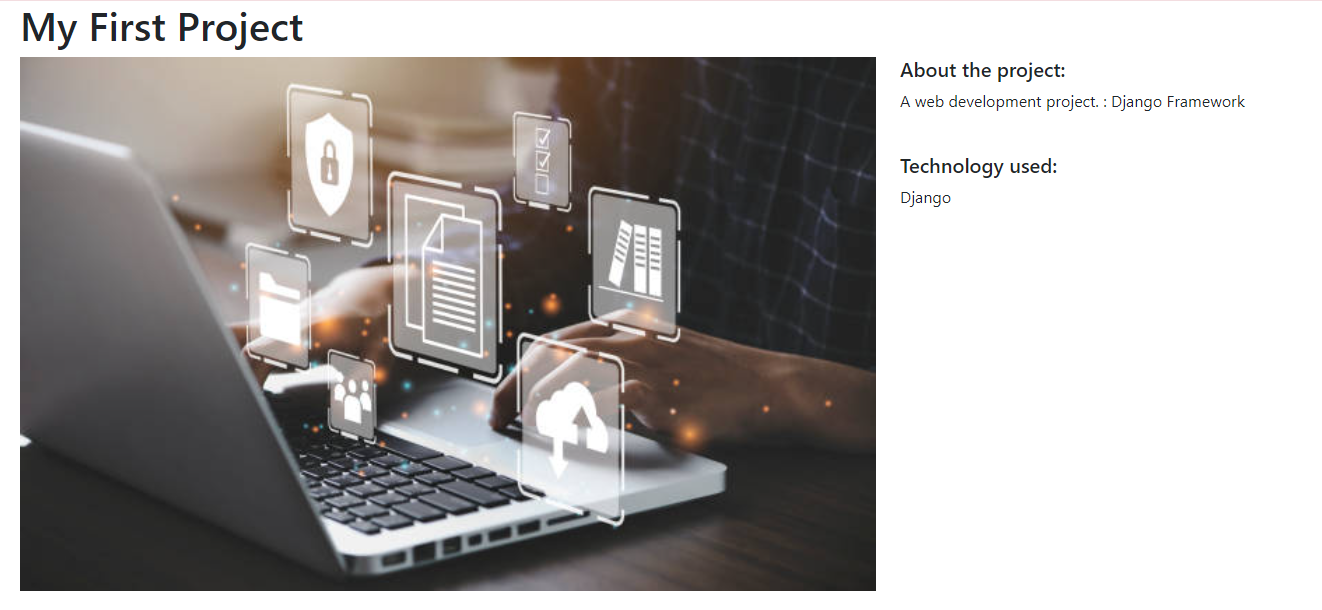 My First Project
About the project:
A web development project. : Django Framework
Technology used:
Django